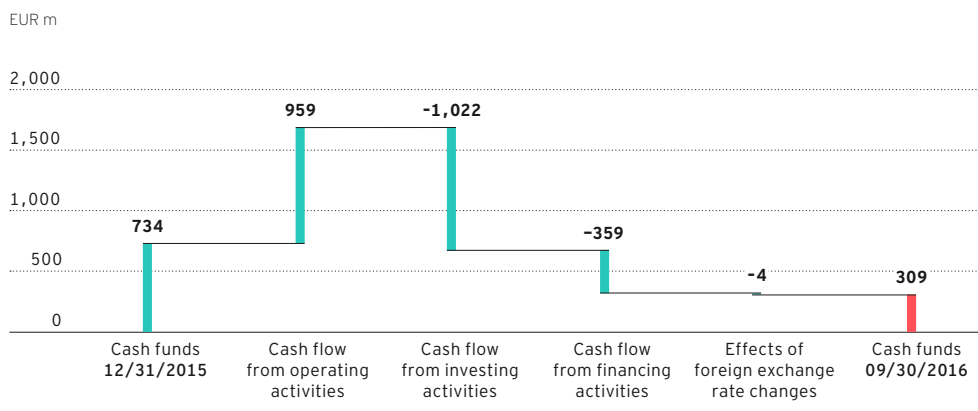 EUR m
2,000
959
-1,022
1,500
1,000
734
-359
500
-4
309
0
Cash funds
12/31/2015
Cash flow
from operating
activities
Cash flow
from investing
activities
Cash flow
from financing
activities
Effects of
foreign exchange
rate changes
Cash funds
09/30/2016